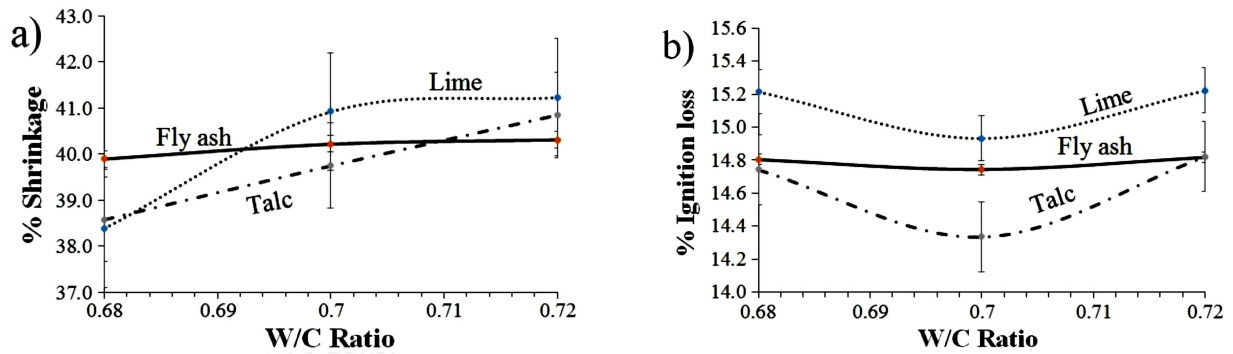 a)
% Shrinkage
43.0
42.0
41.0
40.0
39.0
38.0
37.0
Lime
Fly ash
Talc
0.68
0.69
0.7
0.71
0.72
W/C Ratio
b)
% Ignition loss
15.6
15.4
15.2
15.0
14.8
14.6
14.4
14.2
14.0
Lime
Fly ash
Talc
0.68
0.69
0.7
0.71
0.72
W/C Ratio